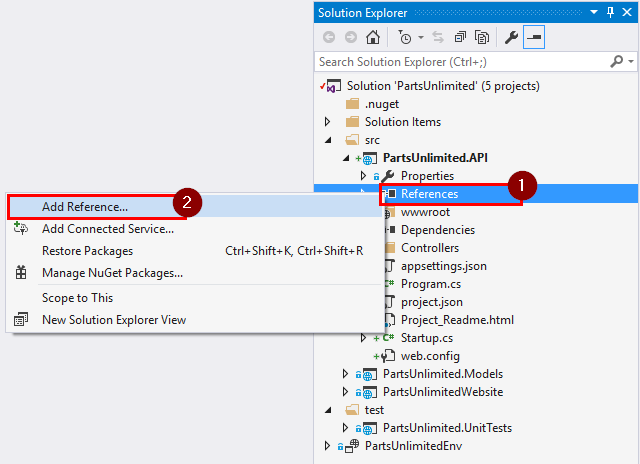 Solution Explorer
Search Solution Explorer (Ctrl+;)
Solution 'PartsUnlimited' (5 projects)
.nuget
Solution Items
src
PartsUnlimited.API
Properties
1
References
2
Add Reference...
Add Connected Service...
Restore Packages Ctrl+Shift+K, Ctrl+Shift+R
Manage NuGet Packages...
Scope to This
New Solution Explorer View
wwwroot
Dependencies
Controllers
appsettings.json
C# Program.cs
project.json
Project_Readme.html
C# Startup.cs
web.config
PartsUnlimited.Models
PartsUnlimitedWebsite
test
PartsUnlimited.UnitTests
PartsUnlimitedEnv